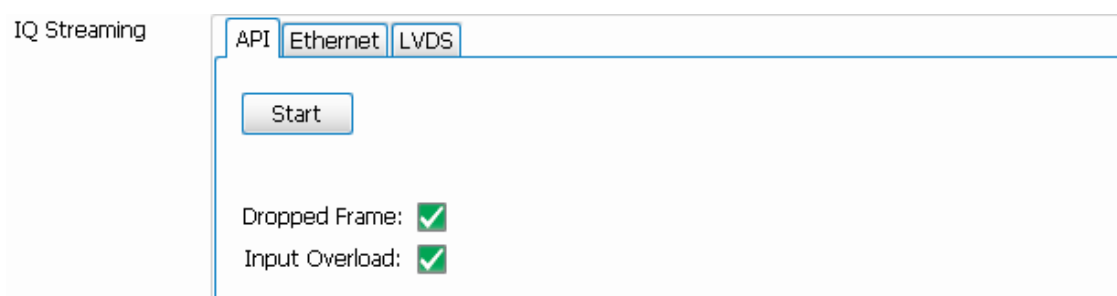 IQ Streaming
API Ethernet LVDS
Start
Dropped Frame:
Input Overload: